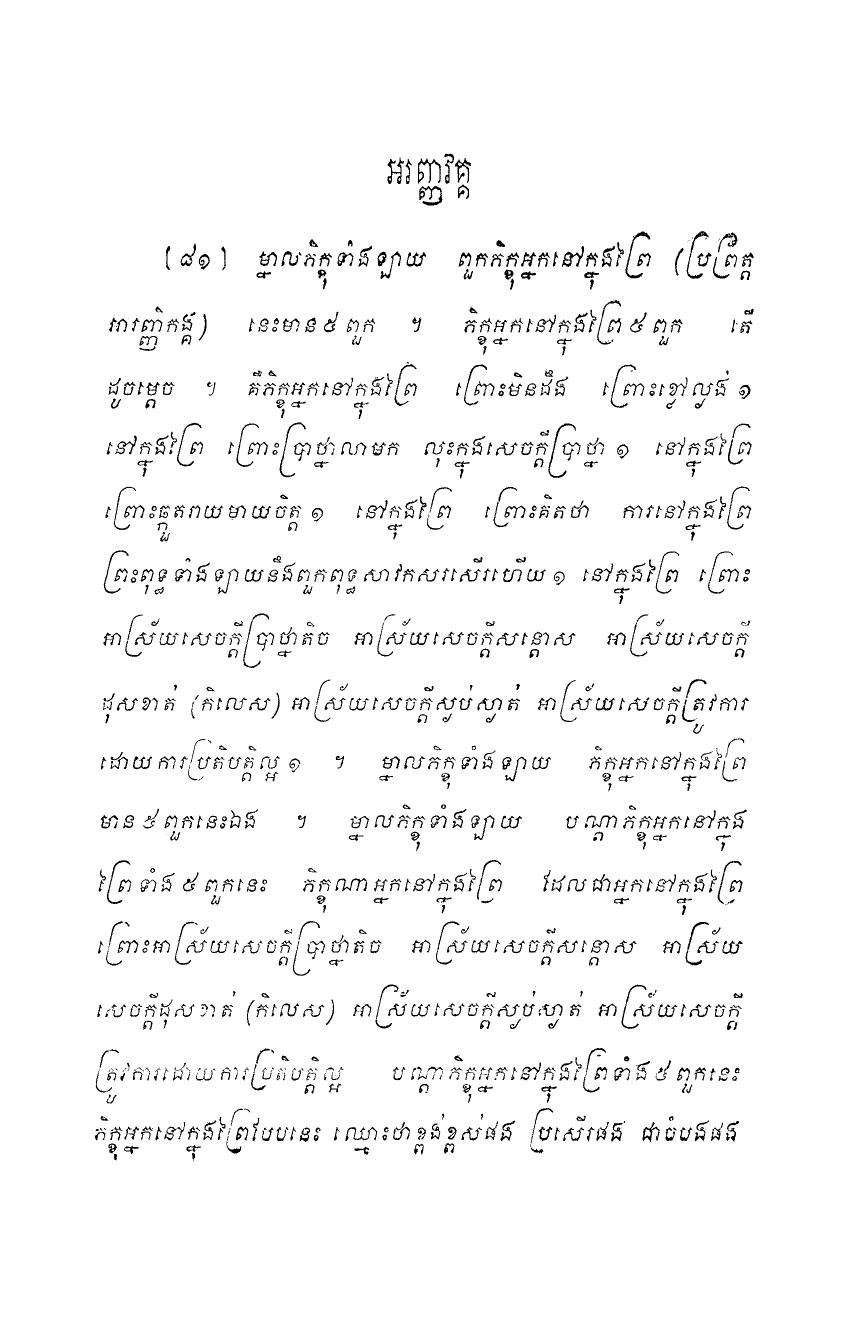 អរញ្ញវគ្គ
[៨១] ម្នាលភិក្ខុទាំងឡាយ ពួកភិក្ខុអ្នកនៅក្នុងព្រៃ (ប្រព្រឹត្ត
អារញ្ញិកង្គ) នេះមាន៥ពួក ។ ភិក្ខុអ្នកនៅក្នុងព្រៃ៥ពួក តើ
ដូចម្តេច ។ គឺភិក្ខុអ្នកនៅក្នុងព្រៃ ព្រោះមិនដឹង ព្រោះខ្លៅល្ងង់ ១
នៅក្នុងព្រៃ ព្រោះប្រាថ្នាលាមក លុះក្នុងសេចក្តីប្រាថ្នា ១ នៅក្នុងព្រៃ
ព្រោះឆ្កួតរវាយមាយចិត្ត ១ នៅក្នុងព្រៃ ព្រោះគិតថា ការនៅក្នុងព្រៃ
ព្រះពុទ្ធទាំងឡាយនឹងពួកពុទ្ធសាវកសរសើរហើយ ១ នៅក្នុងព្រៃ ព្រោះ
អាស្រ័យសេចក្តីប្រាថ្នាតិច អាស្រ័យសេចក្តីសន្តោស អាស្រ័យសេចក្តី
ដុសខាត់ (កិលេស) អាស្រ័យសេចក្តីស្ងប់ស្ងាត់ អាស្រ័យសេចក្តីត្រូវការ
ដោយការប្រតិបត្តិល្អ ១ ។ ម្នាលភិក្ខុទាំងឡាយ ភិក្ខុអ្នកនៅក្នុងព្រៃ
មាន ៥ ពួកនេះឯង ។ ម្នាលភិក្ខុទាំងឡាយ បណ្តាភិក្ខុអ្នកនៅក្នុង
ព្រៃទាំង ៥ ពួកនេះ ភិក្ខុណាអ្នកនៅក្នុងព្រៃ ដែលជាអ្នកនៅក្នុងព្រៃ
ព្រោះអាស្រ័យសេចក្តីប្រាថ្នាតិច អាស្រ័យសេចក្តីសន្តោស អាស្រ័យ
សេចក្តីដុសខាត់ (កិលេស) អាស្រ័យសេចក្តីស្ងប់ស្ងាត់ អាស្រ័យសេចក្តី
ត្រូវការដោយការប្រតិបត្តិល្អ បណ្តាភិក្ខុអ្នកនៅក្នុងព្រៃទាំង ៥ ពួកនេះ
ភិក្ខុអ្នកនៅក្នុងព្រៃបែបនេះ ឈ្មោះថាខ្ពង់ខ្ពស់ផង ប្រសើរផង ជាចំបងផង